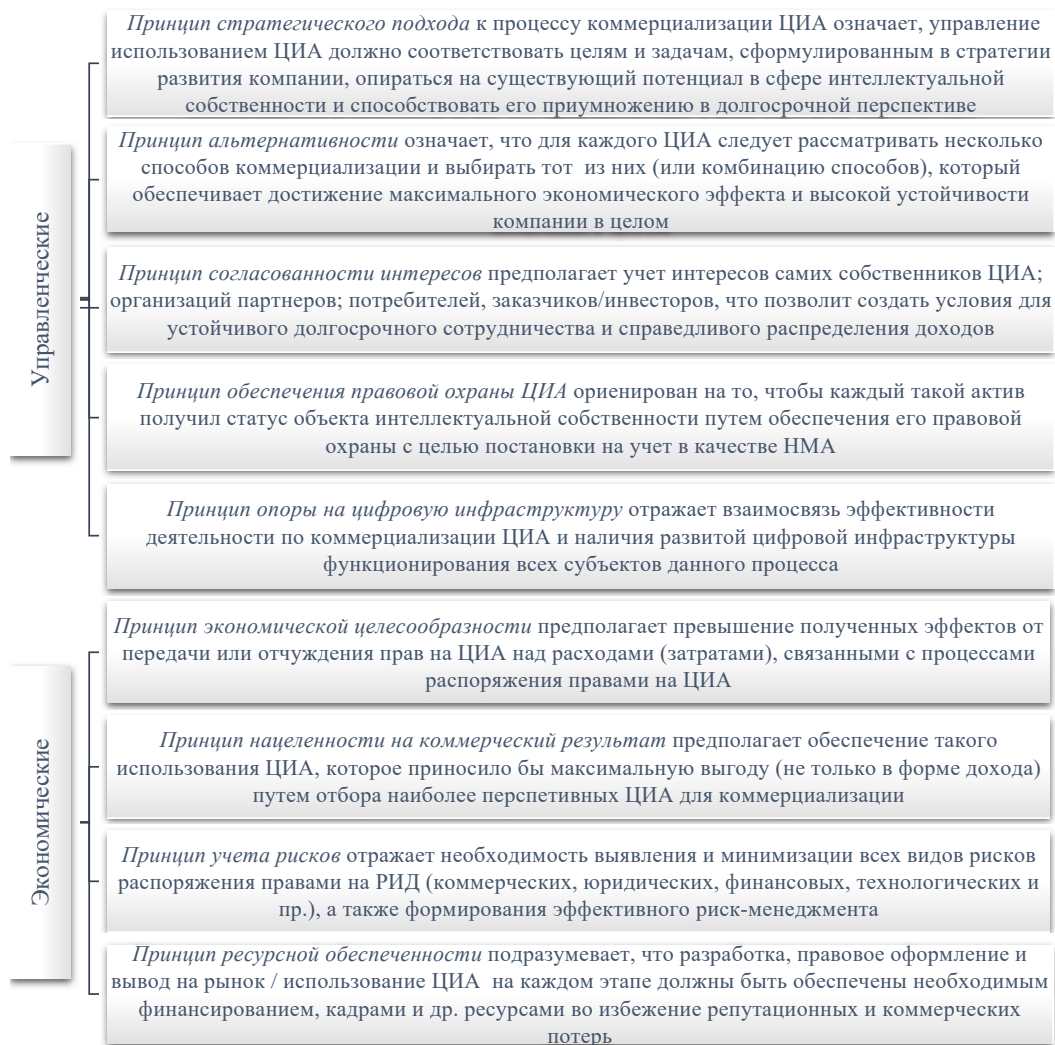 Управленческие
Принцип стратегического подхода к процессу коммерциализации ЦИА означает, управление
использованием ЦИА должно соответствовать целям и задачам, сформулированным в стратегии
развития компании, опираться на существующий потенциал в сфере интеллектуальной
собственности и способствовать его приумножению в долгосрочной перспективе
Принцип альтернативности означает, что для каждого ЦИА следует рассматривать несколько
способов коммерциализации и выбирать тот из них (или комбинацию способов), который
обеспечивает достижение максимального экономического эффекта и высокой устойчивости
компании в целом
Принцип согласованности интересов предполагает учет интересов самих собственников ЦИА;
организаций партнеров; потребителей, заказчиков/инвесторов, что позволит создать условия для
устойчивого долгосрочного сотрудничества и справедливого распределения доходов
Принцип обеспечения правовой охраны ЦИА ориенирован на то, чтобы каждый такой актив
получил статус объекта интеллектуальной собственности путем обеспечения его правовой
охраны с целью постановки на учет в качестве НМА
Принцип опоры на цифровую инфраструктуру отражает взаимосвязь эффективности
деятельности по коммерциализации ЦИА и наличия развитой цифровой инфраструктуры
функционирования всех субъектов данного процесса
Экономические
Принцип экономической целесообразности предполагает превышение полученных эффектов от
передачи или отчуждения прав на ЦИА над расходами (затратами), связанными с процессами
распоряжения правами на ЦИА
Принцип нацеленности на коммерческий результат предполагает обеспечение такого
использования ЦИА, которое приносило бы максимальную выгоду (не только в форме дохода)
путем отбора наиболее перспетивных ЦИА для коммерциализации
Принцип учета рисков отражает необходимость выявления и минимизации всех видов рисков
распоряжения правами на РИД (коммерческих, юридических, финансовых, технологических и
пр.), а также формирования эффективного риск-менеджмента
Принцип ресурсной обеспеченности подразумевает, что разработка, правовое оформление и
вывод на рынок / использование ЦИА на каждом этапе должны быть обеспечены необходимым
финансированием, кадрами и др. ресурсами во избежение репутационных и коммерческих
потерь